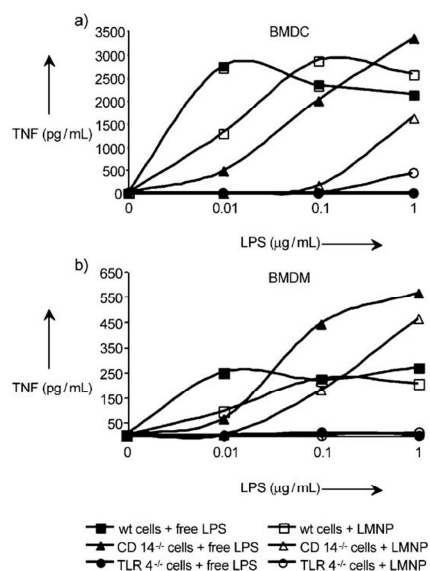 a)
BMDC
3500
3000
2500
2000
1500
1000
500
0
TNF (pg/mL)
0 0.01 0.1 1
LPS (µg/mL)
b)
BMDM
650
550
450
350
250
150
50
TNF (pg/mL)
0 0.01 0.1 1
LPS (µg/mL)
wt cells + free LPS wt cells + LMNP
CD 14-/- cells + free LPS CD 14-/- cells + LMNP
TLR 4-/- cells + free LPS TLR 4-/- cells + LMNP